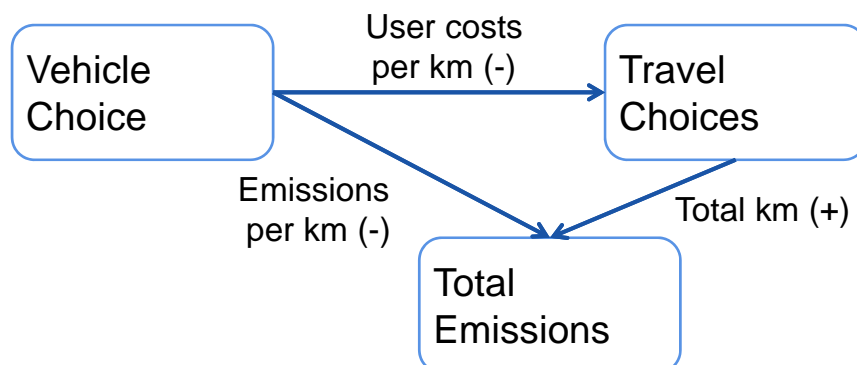 User costs
per km (-)
Vehicle
Choice
Travel
Choices
Emissions
per km (-)
Total km (+)
Total
Emissions